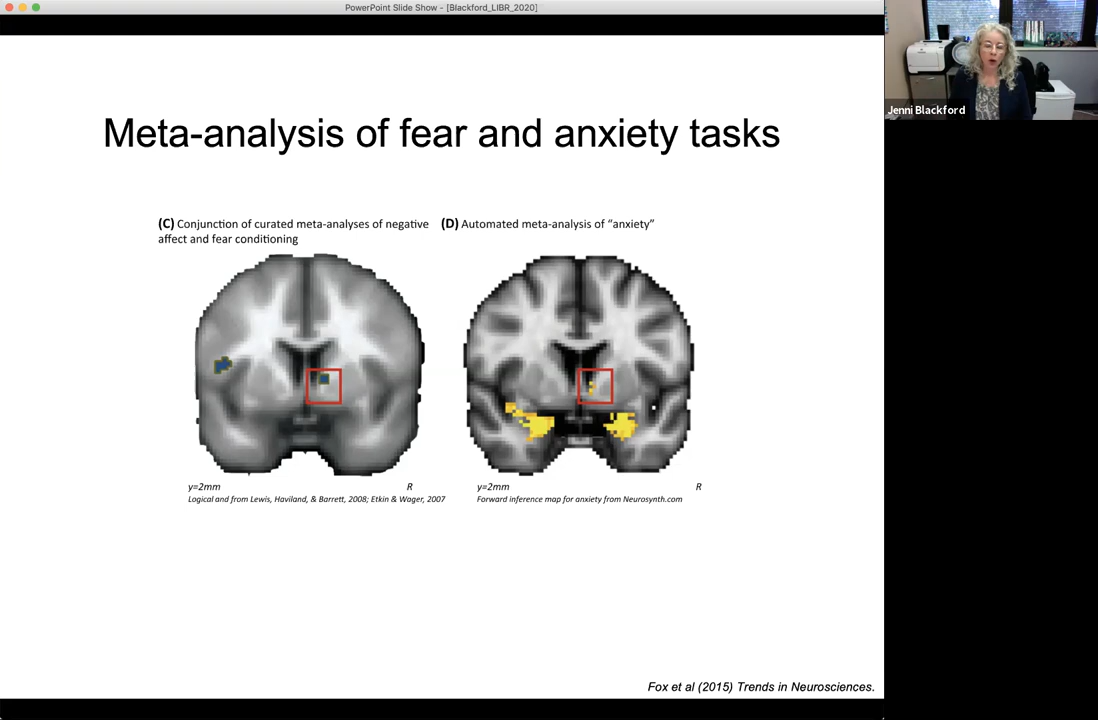 PowerPoint Slide Show - [Blackford_LIBR_2020]
Jenni Blackford
Meta-analysis of fear and anxiety tasks
(C) Conjunction of curated meta-analyses of negative
affect and fear conditioning
(D) Automated meta-analysis of “anxiety”
y=2mm
R
Logical and from Lewis, Haviland, & Barrett, 2008; Etkin & Wager, 2007
y=2mm
R
Forward inference map for anxiety from Neurosynth.com
Fox et al (2015) Trends in Neurosciences.